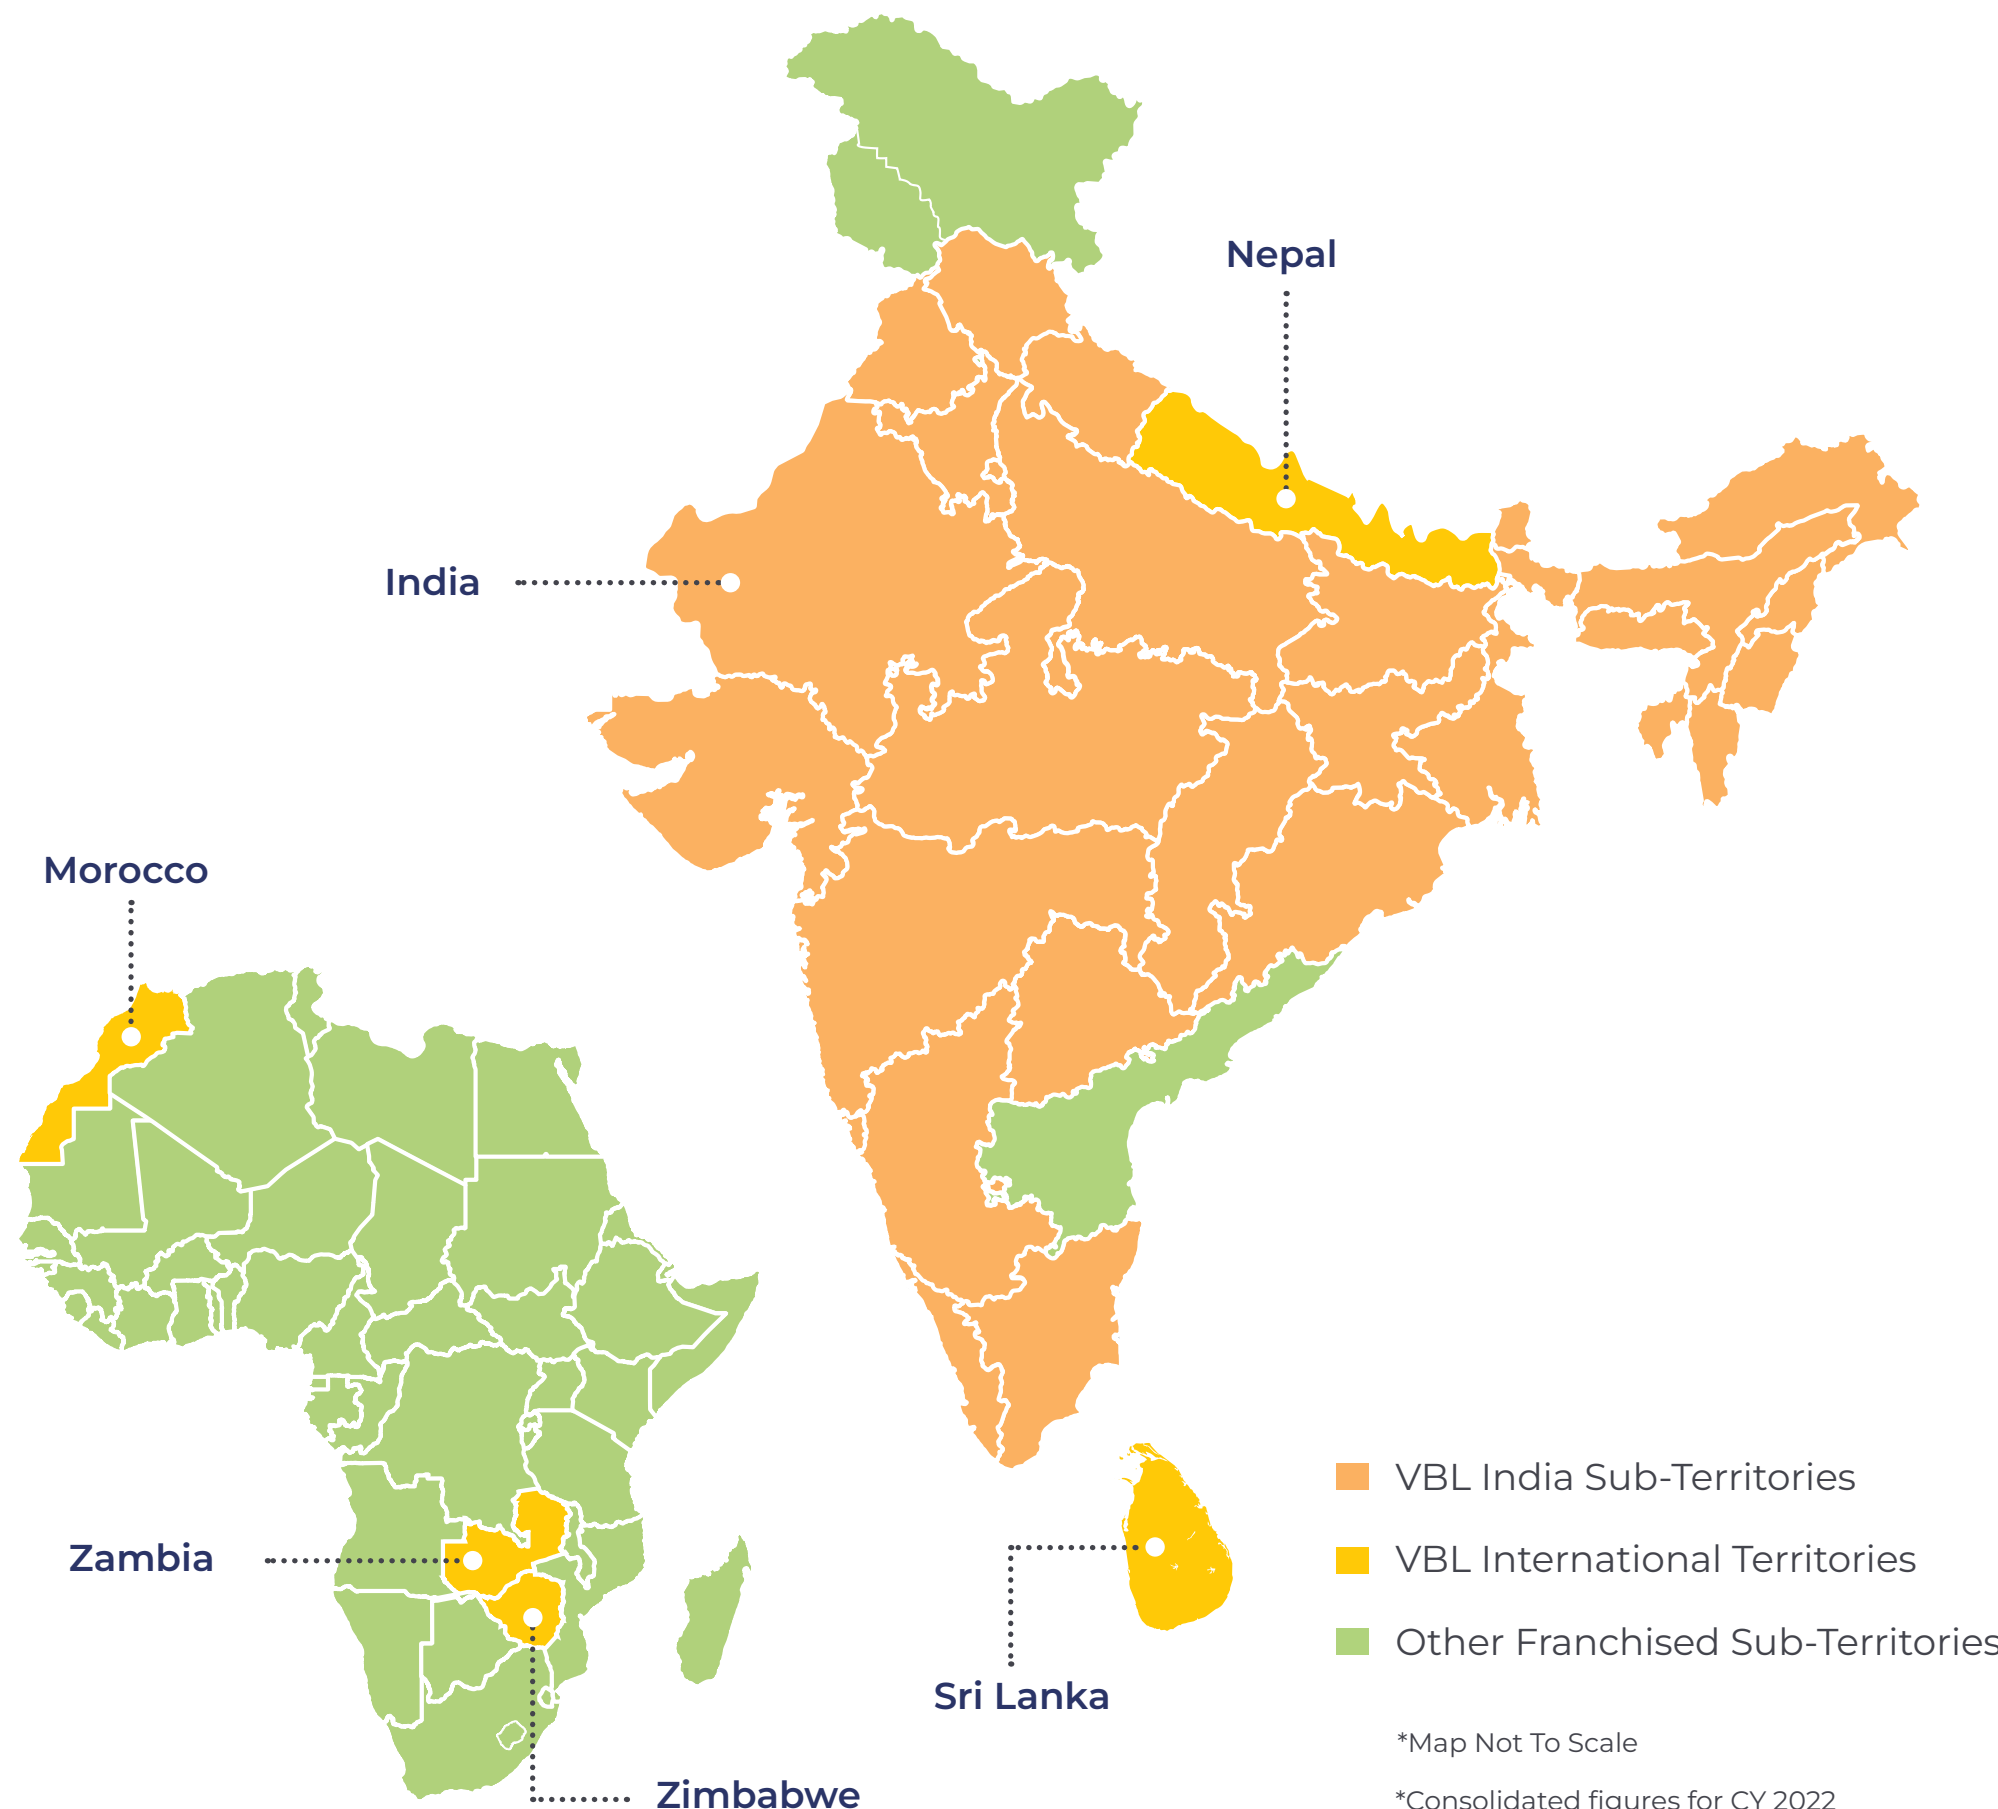 Nepal
India
Morocco
Zambia
Sri Lanka
Zimbabwe
VBL India Sub-Territories
VBL International Territories
Other Franchised Sub-Territories
*Map Not To Scale
*Consolidated figures for CY 2022